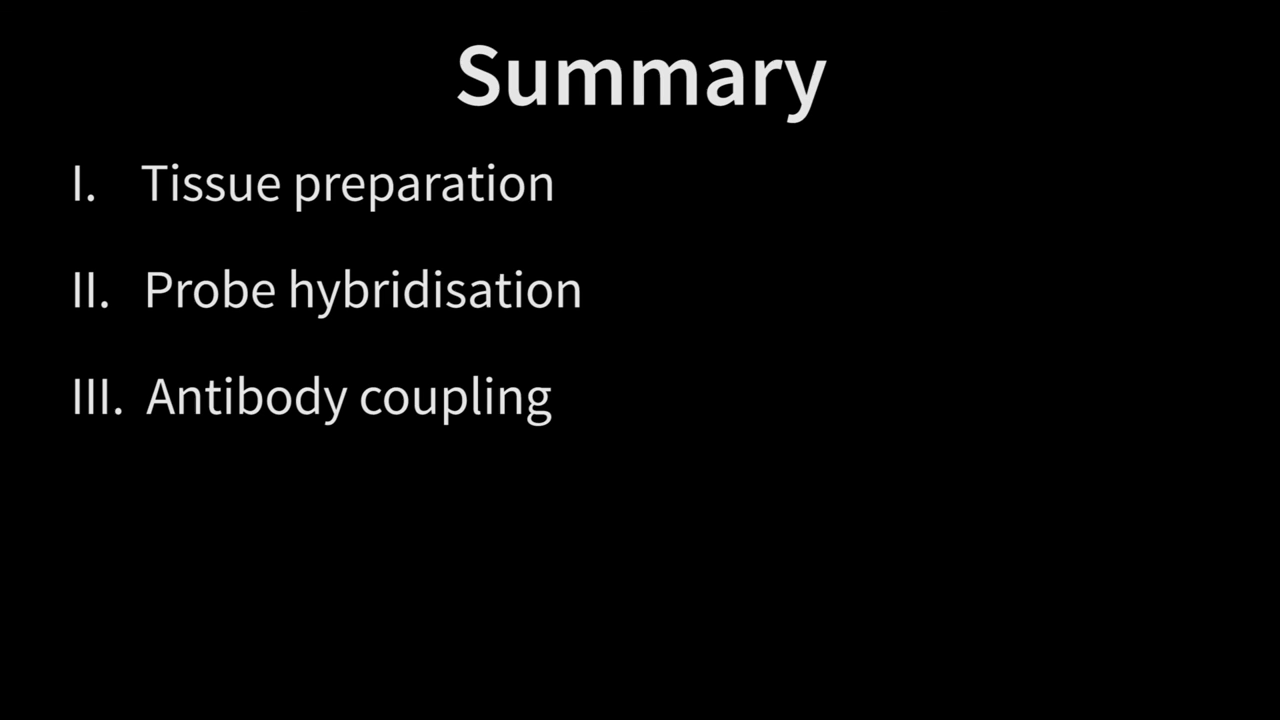 Summary
I. Tissue preparation
II. Probe hybridisation
III. Antibody coupling